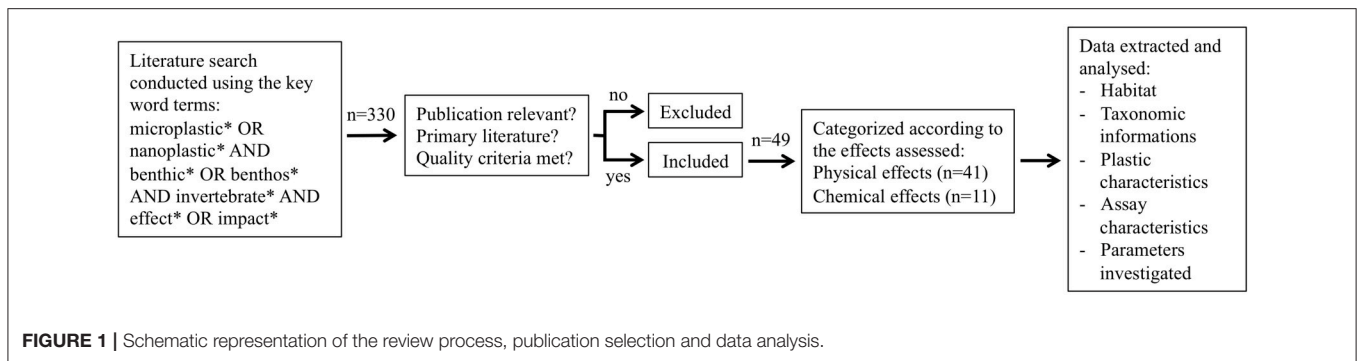 Literature search
conducted using the key
word terms:
microplastic* OR
nanoplastic* AND
benthic* OR benthos*
AND invertebrate* AND
effect* OR impact*
n=330
Publication relevant?
Primary literature?
Quality criteria met?
no
Excluded
yes
Included
n=49
Categorized according to
the effects assessed:
Physical effects (n=41)
Chemical effects (n=11)
Data extracted and
analysed:
- Habitat
- Taxonomic
informations
- Plastic
characteristics
- Assay
characteristics
- Parameters
investigated
FIGURE 1 | Schematic representation of the review process, publication selection and data analysis.